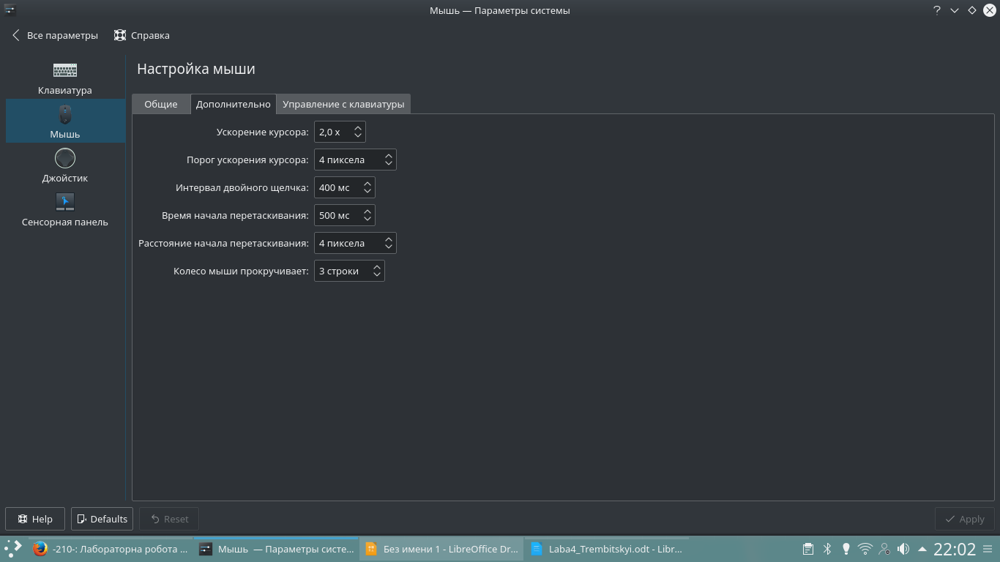 Мышь — Параметры системы
Все параметры Справка
Клавиатура
Мышь
Джойстик
Сенсорная панель
Настройка мыши
Общие Дополнительно Управление с клавиатуры
Ускорение курсора: 2,0 x
Порог ускорения курсора: 4 пиксела
Интервал двойного щелчка: 400 мс
Время начала перетаскивания: 500 мс
Расстояние начала перетаскивания: 4 пиксела
Колесо мыши прокручивает: 3 строки
Help Defaults Reset Apply
-210-: Лабораторна робота ... Мышь — Параметры систе... Без имени 1 - LibreOffice Dr... Laba4_Trembitskyi.odt - Libr... 22:02